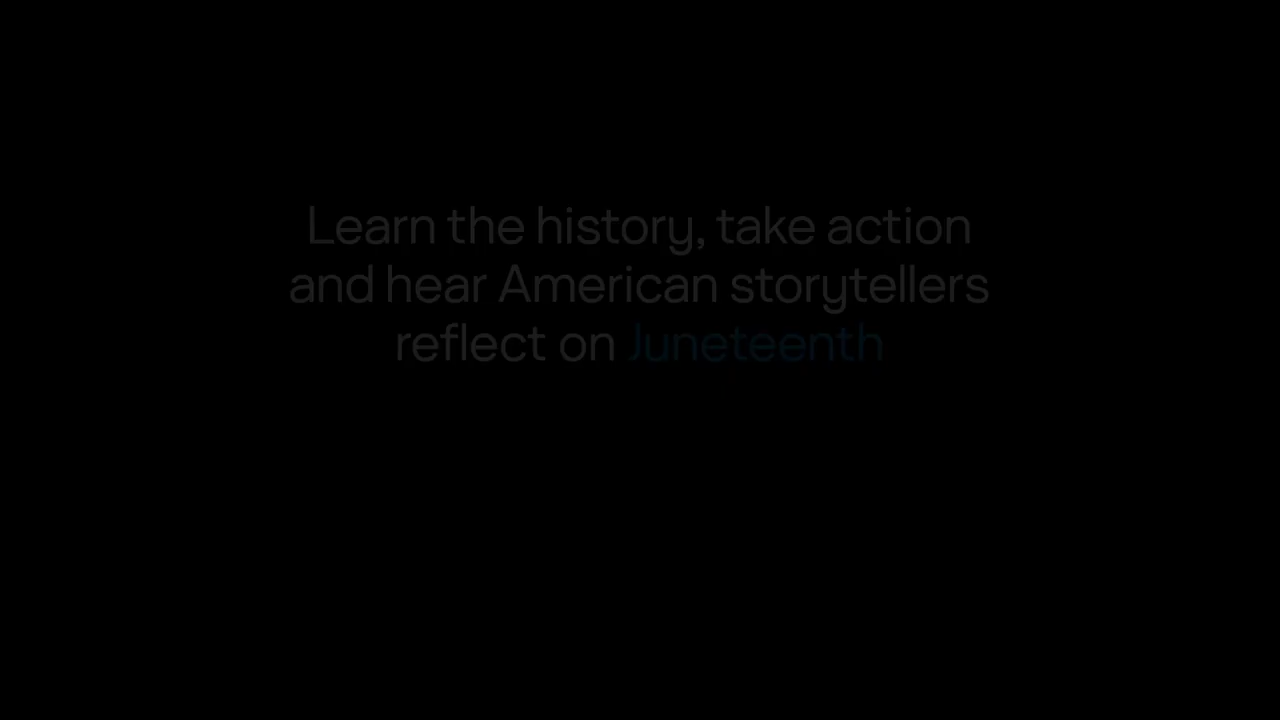 Learn the history, take action
and hear American storytellers
reflect on Juneteenth